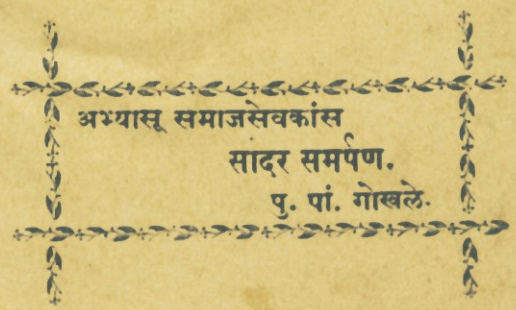 अभ्यासू समाजसेवकांस
सादर समर्पण.
पु. पां. गोखले.